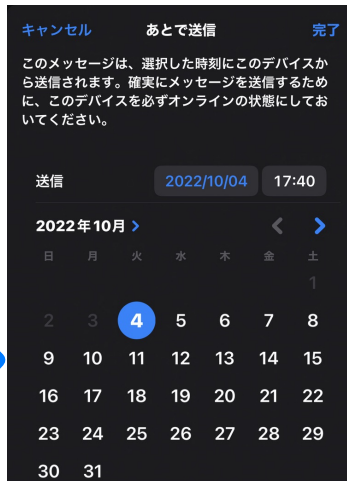 キャンセル あとで送信 完了
このメッセージは、選択した時刻にこのデバイスか
ら送信されます。確実にメッセージを送信するため
に、このデバイスを必ずオンラインの状態にしてお
いてください。
送信 2022/10/04 17:40
2022年10月 > < >
日 月 火 水 木 金 土
1
2 3 4 5 6 7 8
9 10 11 12 13 14 15
16 17 18 19 20 21 22
23 24 25 26 27 28 29
30 31